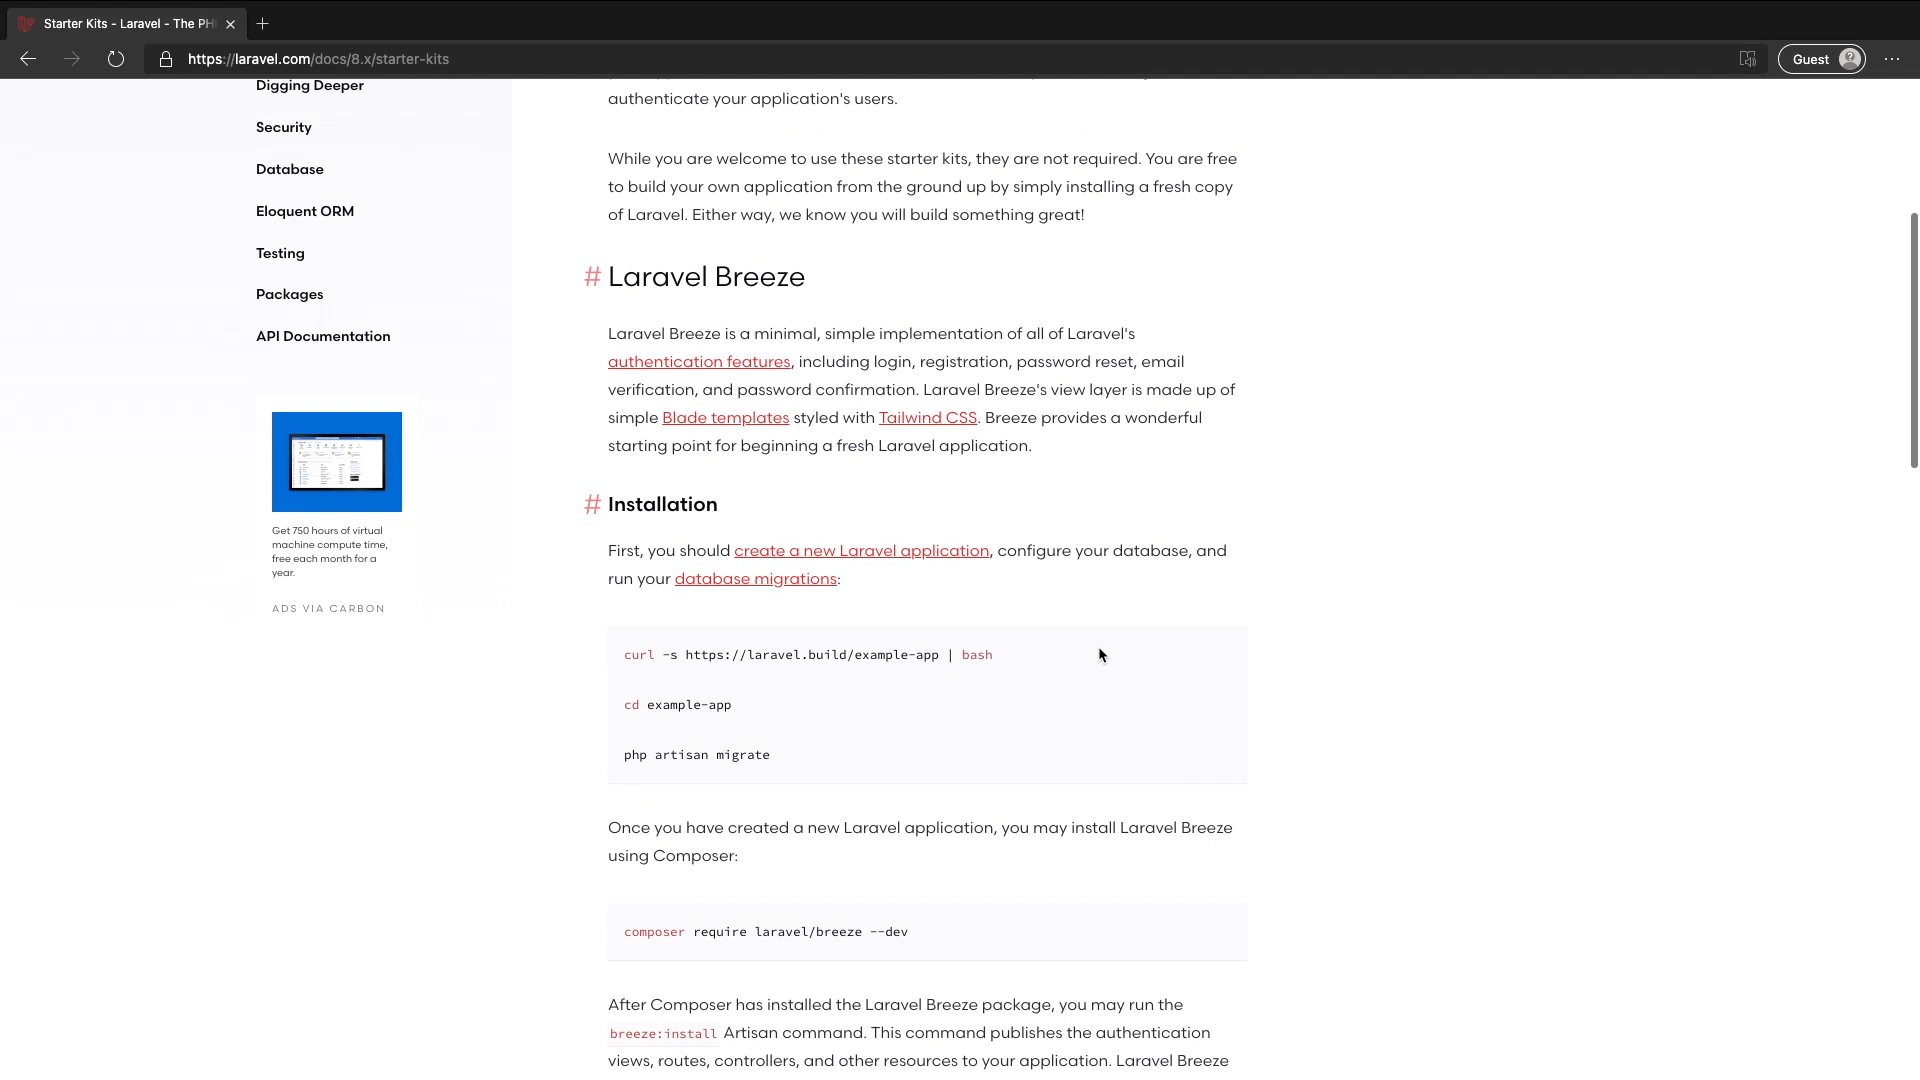 Starter Kits - Laravel - The PH
https://laravel.com/docs/8.x/starter-kits
Guest
Digging Deeper
Security
Database
Eloquent ORM
Testing
Packages
API Documentation
Get 750 hours of virtual
machine compute time,
free each month for a
year.
ADS VIA CARBON
authenticate your application's users.
While you are welcome to use these starter kits, they are not required. You are free
to build your own application from the ground up by simply installing a fresh copy
of Laravel. Either way, we know you will build something great!
# Laravel Breeze
Laravel Breeze is a minimal, simple implementation of all of Laravel's
authentication features, including login, registration, password reset, email
verification, and password confirmation. Laravel Breeze's view layer is made up of
simple Blade templates styled with Tailwind CSS. Breeze provides a wonderful
starting point for beginning a fresh Laravel application.
# Installation
First, you should create a new Laravel application, configure your database, and
run your database migrations:
curl -s https://laravel.build/example-app | bash
cd example-app
php artisan migrate
Once you have created a new Laravel application, you may install Laravel Breeze
using Composer:
composer require laravel/breeze --dev
After Composer has installed the Laravel Breeze package, you may run the
breeze:install Artisan command. This command publishes the authentication
views, routes, controllers, and other resources to your application. Laravel Breeze